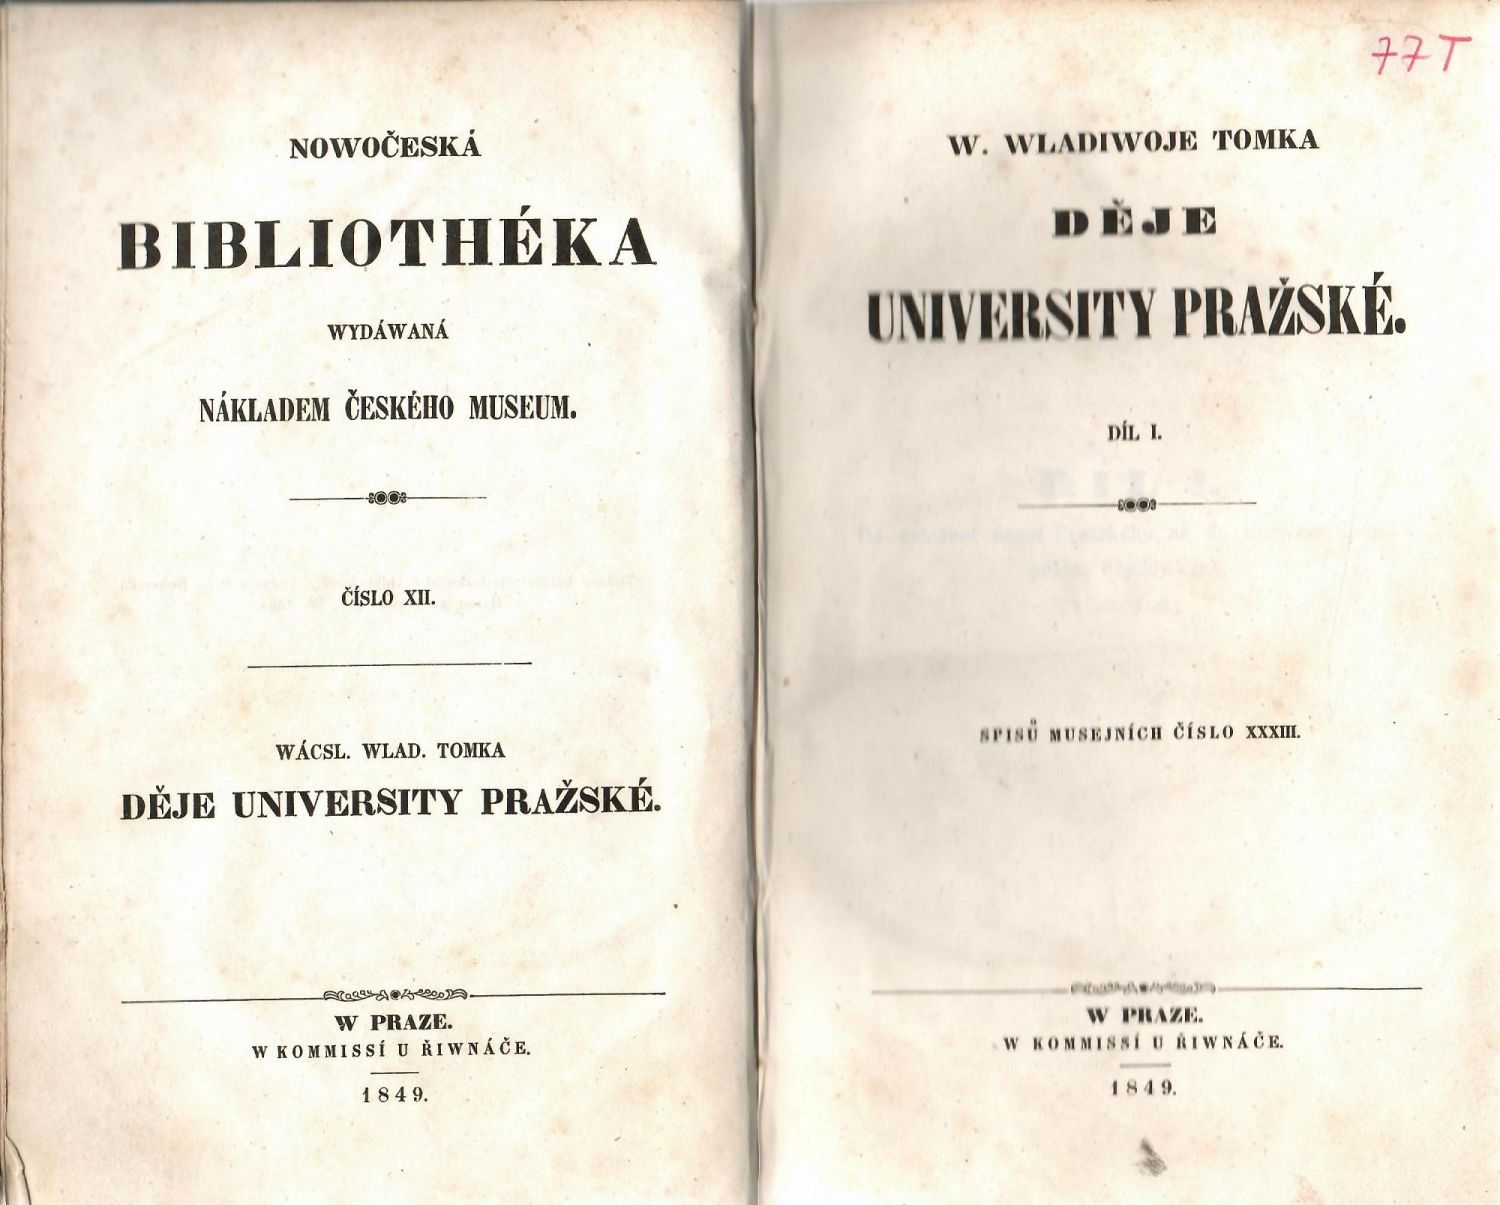 NOWOČESKÁ
BIBLIOTHÉKA
WYDÁWANÁ
NÁKLADEM ČESKÉHO MUSEUM.
ČÍSLO XII.
WÁCSL. WLAD. TOMKA
DĚJE UNIVERSITY PRAŽSKÉ.
W PRAZE.
W KOMMISSÍ U ŘIWNÁČE.
1849.
77T
W. WLADIWOJE TOMKA
DĚJE
UNIVERSITY PRAŽSKÉ.
DÍL I.
SPISŮ MUSEJNÍCH ČÍSLO XXXIII.
W PRAZE.
W KOMMISSÍ U ŘIWNÁČE.
1849.